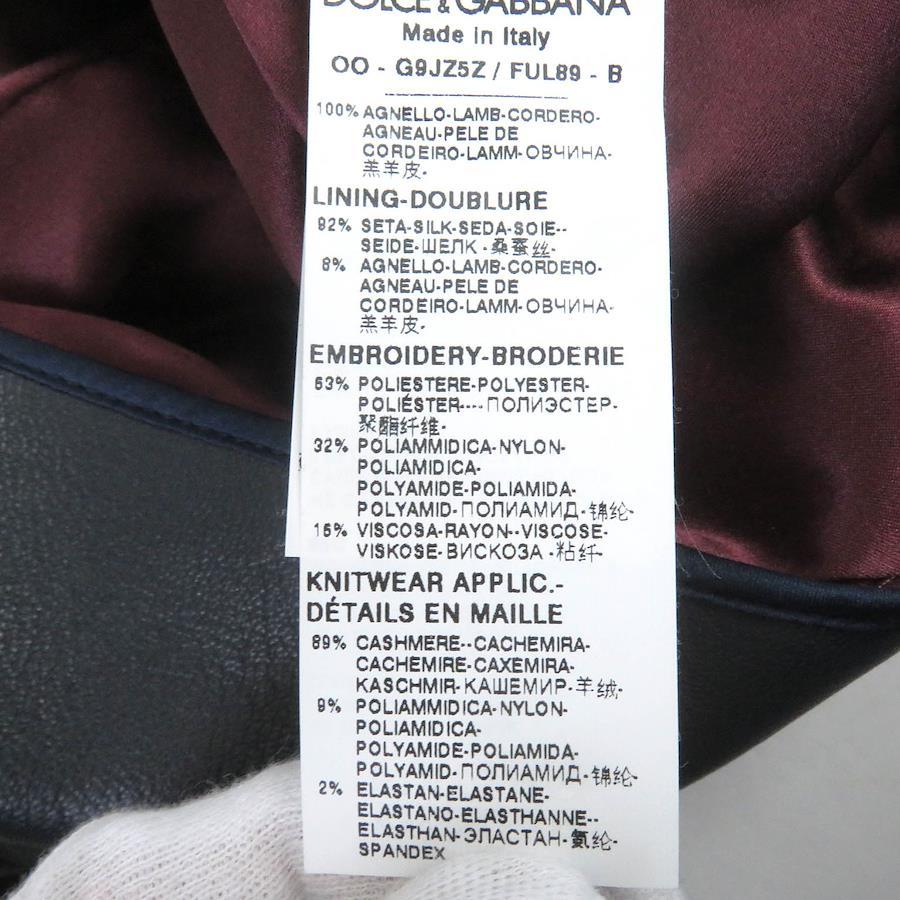 DOLCE & GABBANA
Made in Italy
OO - G9JZ5Z / FUL89 - B
100% AGNELLO-LAMB-CORDERO-
AGNEAU-PELE DE
CORDEIRO-LAMM-ОВЧИНА-
羔羊皮-
LINING-DOUBLURE
92% SETA-SILK-SEDA-SOIE--
SEIDE-ШЕЛК -桑蚕丝-
8% AGNELLO-LAMB-CORDERO-
AGNEAU-PELE DE
CORDEIRO-LAMM-ОВЧИНА-
羔羊皮-
EMBROIDERY-BRODERIE
53% POLIESTERE-POLYESTER-
POLIÉSTER----ПОЛИЭСТЕР-
聚酯纤维-
32% POLIAMMIDICA-NYLON-
POLIAMIDICA-
POLYAMIDE-POLIAMIDA-
POLYAMID-ПОЛИАМИД-锦纶-
15% VISCOSA-RAYON--VISCOSE-
VISKOSE-ВИСКОЗА -粘纤-
KNITWEAR APPLIC.-
DÉTAILS EN MAILLE
89% CASHMERE--CACHEMIRA-
CACHEMIRE-CAXEMIRA-
KASCHMIR-КАШЕМИР-羊绒-
9% POLIAMMIDICA-NYLON-
POLIAMIDICA-
POLYAMIDE-POLIAMIDA-
POLYAMID-ПОЛИАМИД-锦纶-
2% ELASTAN-ELASTANE-
ELASTANO-ELASTHANNE--
ELASTHAN-ЭЛАСТАН-氨纶-
SPANDEX